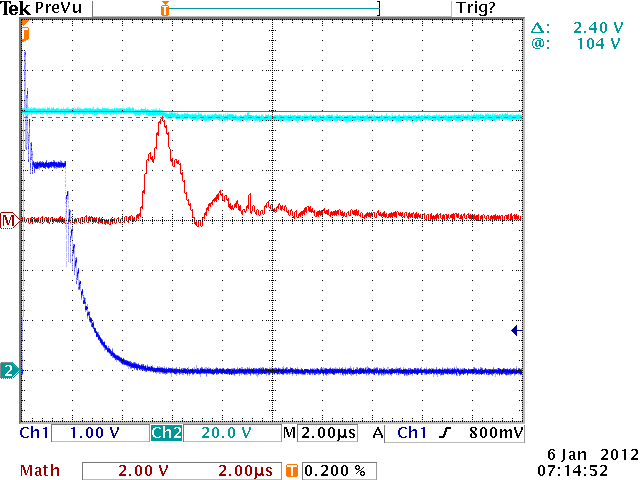 Tek PreVu Trig?
T
T
Δ: 2.40 V
@: 104 V
M
2
Ch1 1.00 V Ch2 20.0 V M 2.00µs A Ch1 800mV
Math 2.00 V 2.00µs T 0.200 %
6 Jan 2012
07:14:52